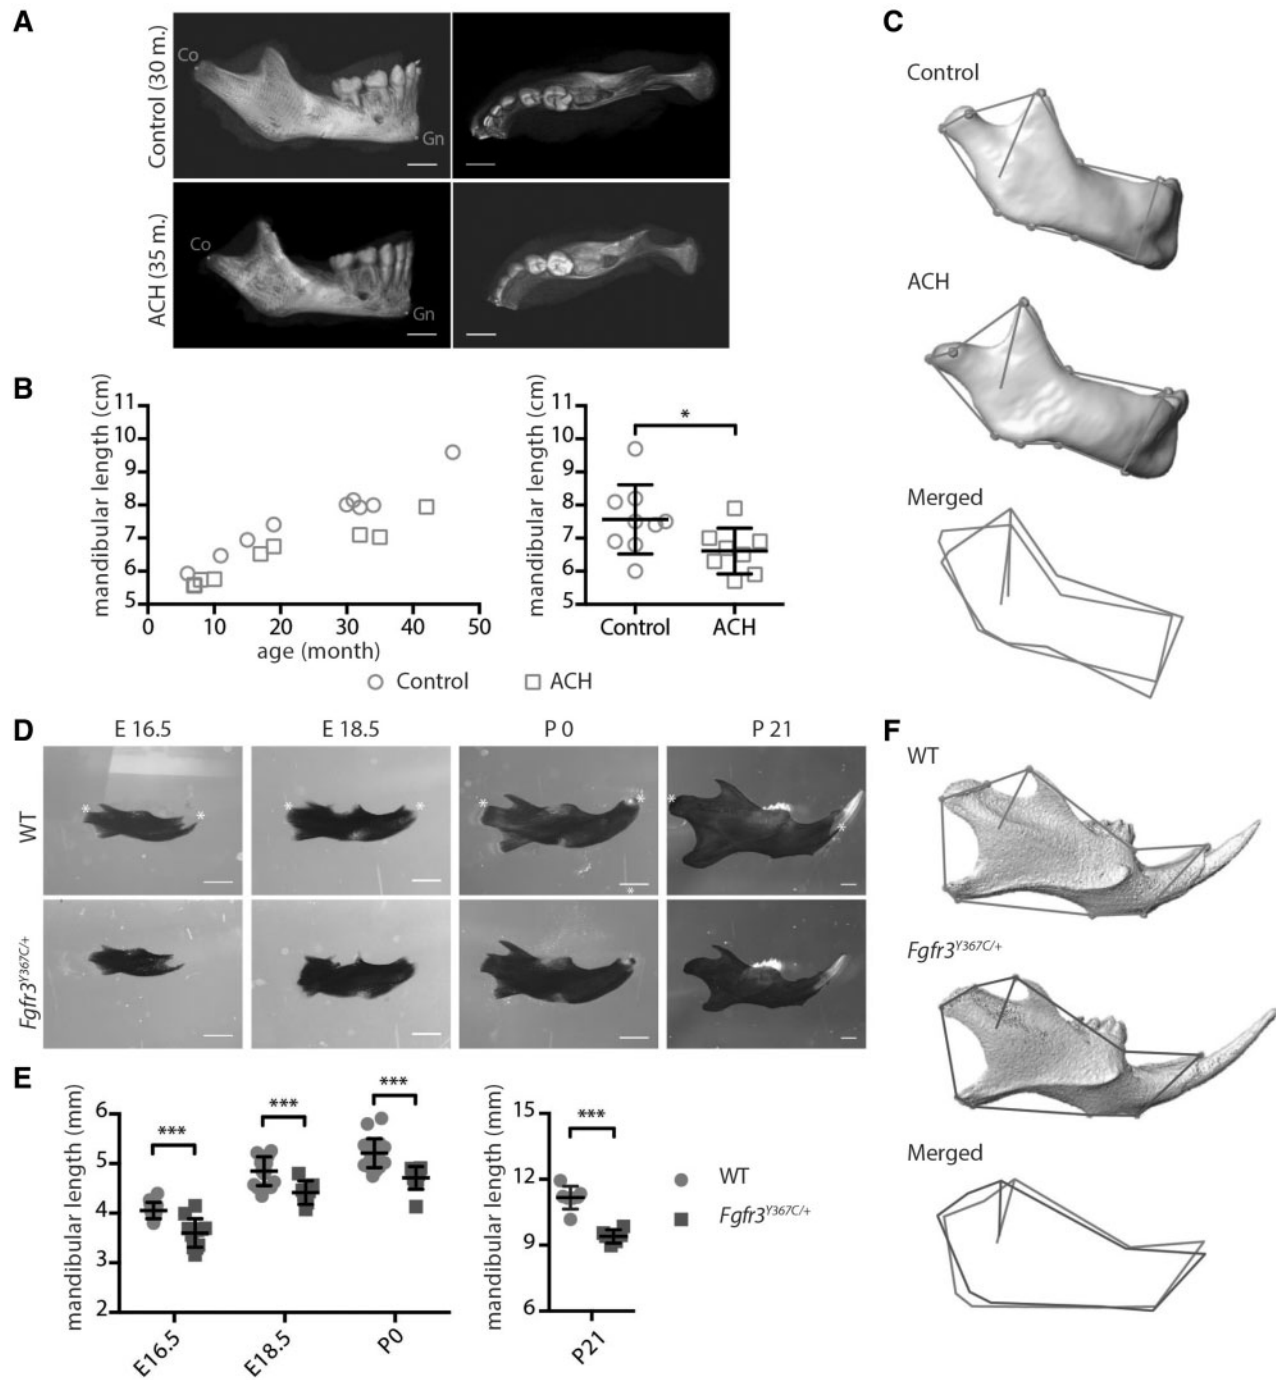 A
Control (30 m.)
Co
Gn
ACH (35 m.)
Co
Gn
B
mandibular length (cm)
11
10
9
8
7
6
5
0 10 20 30 40 50
age (month)
mandibular length (cm)
11
10
9
8
7
6
5
*
Control ACH
Control ACH
C
Control
ACH
Merged
D
E 16.5 E 18.5 P 0 P 21
WT
* * * * * * * * *
Fgfr3Y367C/+
E
mandibular length (mm)
6
5
4
3
2
*** *** ***
E16.5 E18.5 P0
mandibular length (mm)
15
12
9
6
***
P21
WT
Fgfr3Y367C/+
F
WT
Fgfr3Y367C/+
Merged